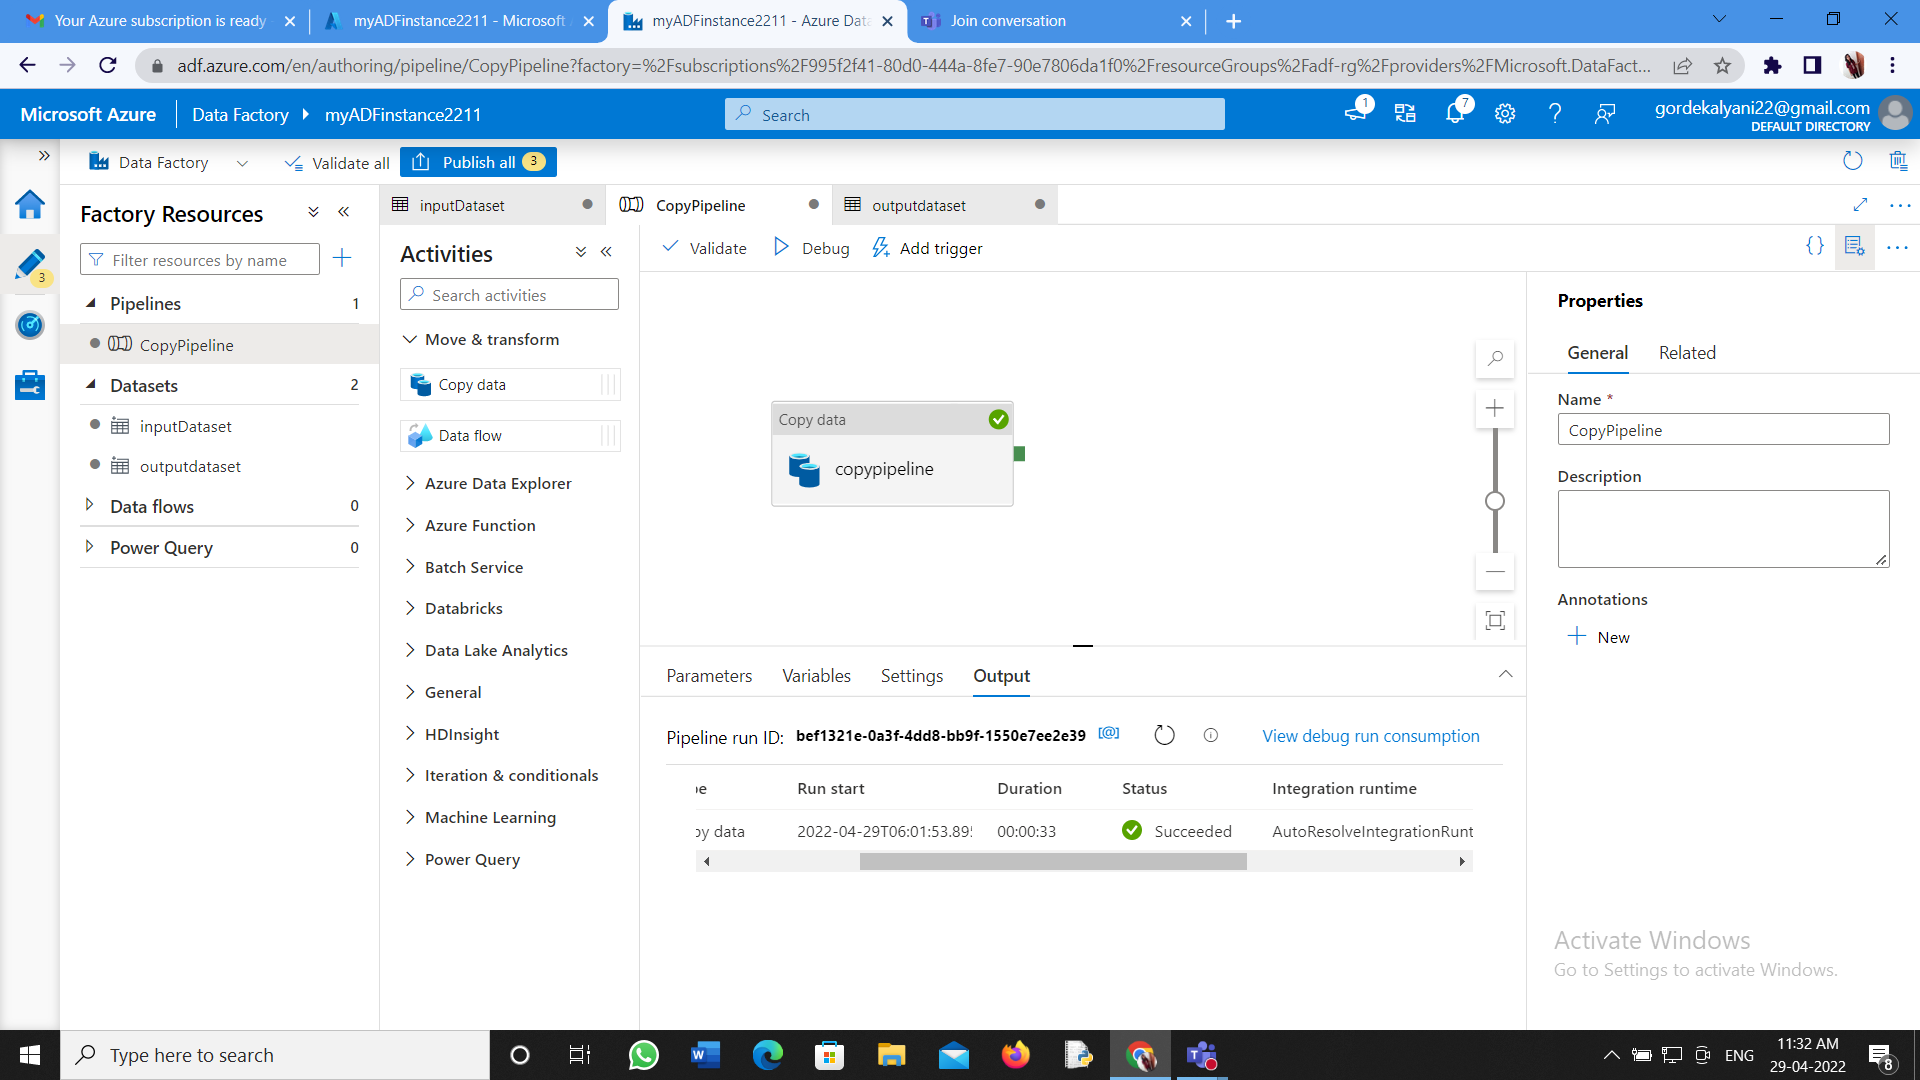 Your Azure subscription is ready
myADFinstance2211 - Microsoft
myADFinstance2211 - Azure Dat
Join conversation
adf.azure.com/en/authoring/pipeline/CopyPipeline?factory=%2Fsubscriptions%2F995f2f41-80d0-444a-8fe7-90e7806da1f0%2FresourceGroups%2Fadf-rg%2Fproviders%2FMicrosoft.DataFact...
Microsoft Azure
Data Factory
myADFinstance2211
Search
1
7
gordekalyani22@gmail.com
DEFAULT DIRECTORY
Data Factory
Validate all
Publish all
3
Factory Resources
Filter resources by name
3
Pipelines
1
CopyPipeline
Datasets
2
inputDataset
outputdataset
Data flows
0
Power Query
0
inputDataset
CopyPipeline
outputdataset
Activities
Search activities
Move & transform
Copy data
Data flow
Azure Data Explorer
Azure Function
Batch Service
Databricks
Data Lake Analytics
General
HDInsight
Iteration & conditionals
Machine Learning
Power Query
Validate
Debug
Add trigger
Copy data
copypipeline
Parameters
Variables
Settings
Output
Pipeline run ID: bef1321e-0a3f-4dd8-bb9f-1550e7ee2e39
View debug run consumption
Run start
Duration
Status
Integration runtime
py data
2022-04-29T06:01:53.895
00:00:33
Succeeded
AutoResolveIntegrationRunt
Properties
General
Related
Name *
CopyPipeline
Description
Annotations
New
Activate Windows
Go to Settings to activate Windows.
Type here to search
ENG
11:32 AM
29-04-2022
8